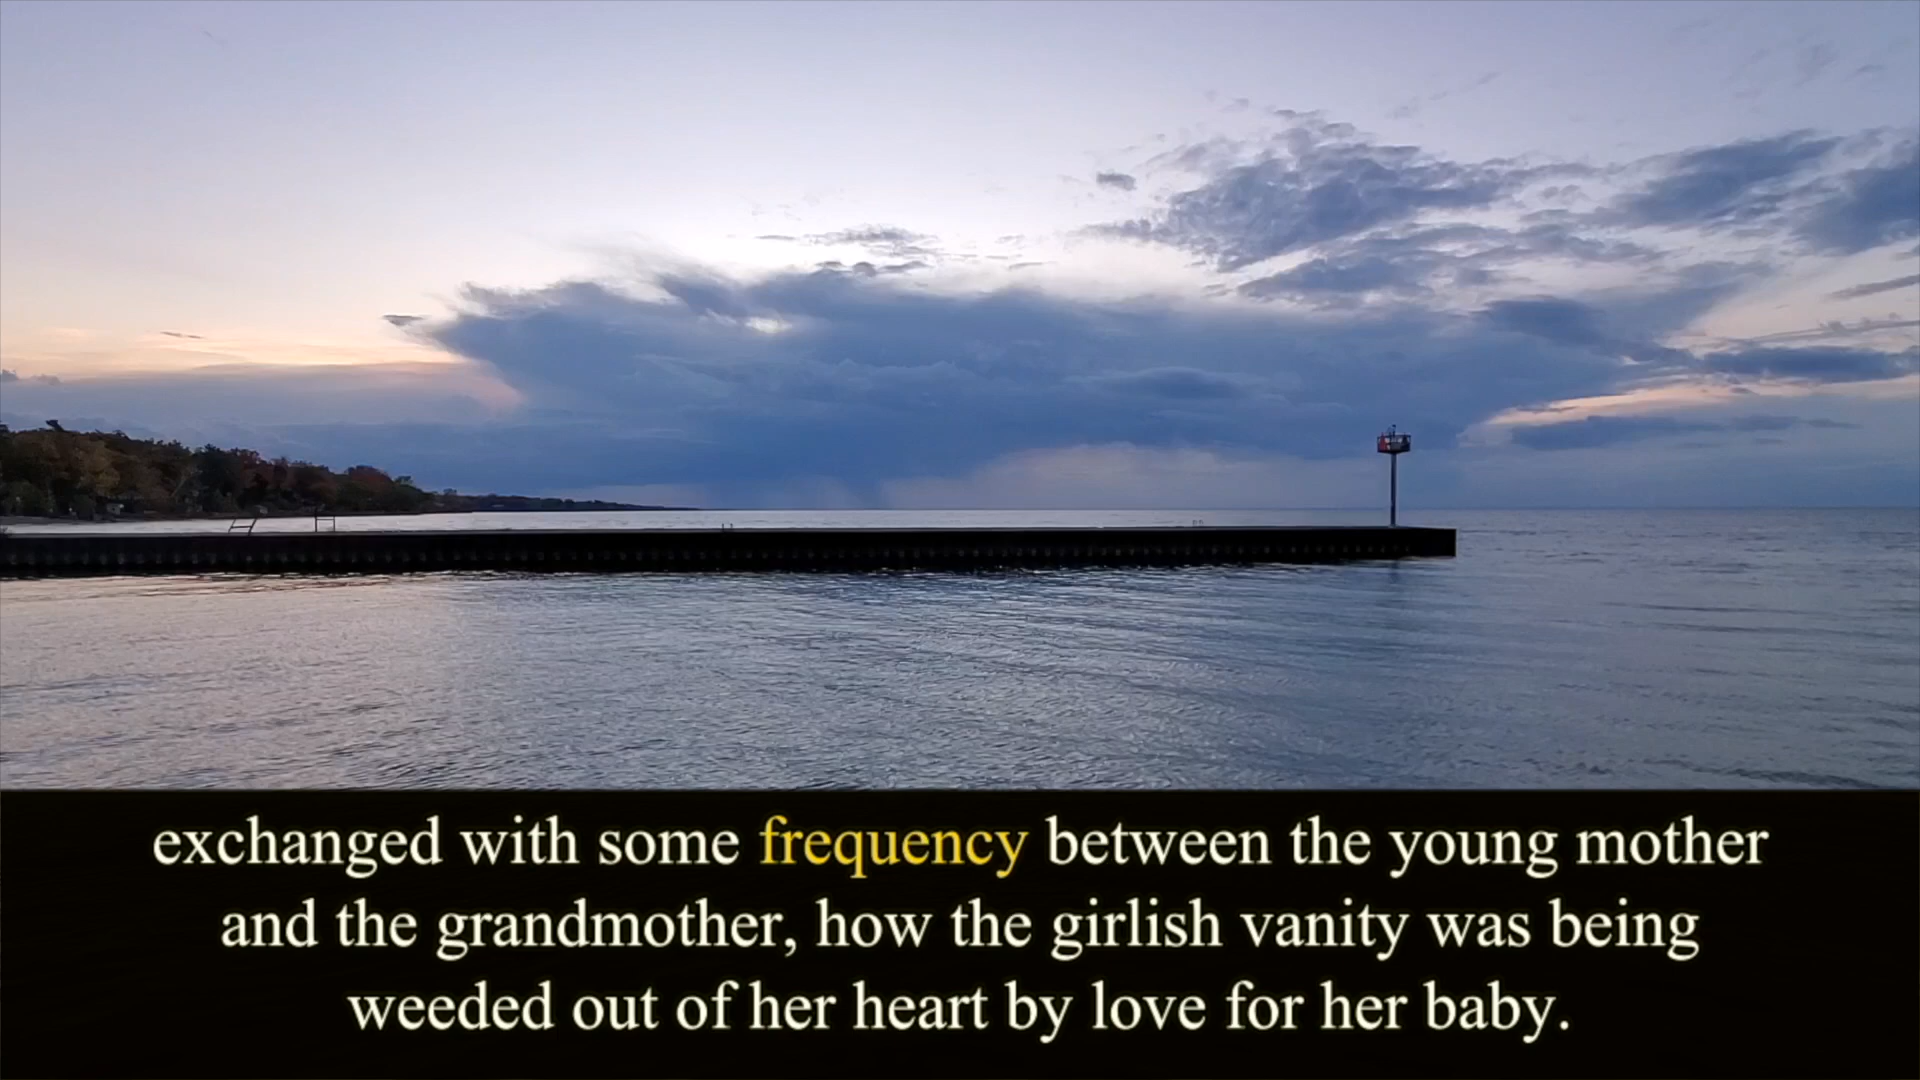 exchanged with some frequency between the young mother
and the grandmother, how the girlish vanity was being
weeded out of her heart by love for her baby.